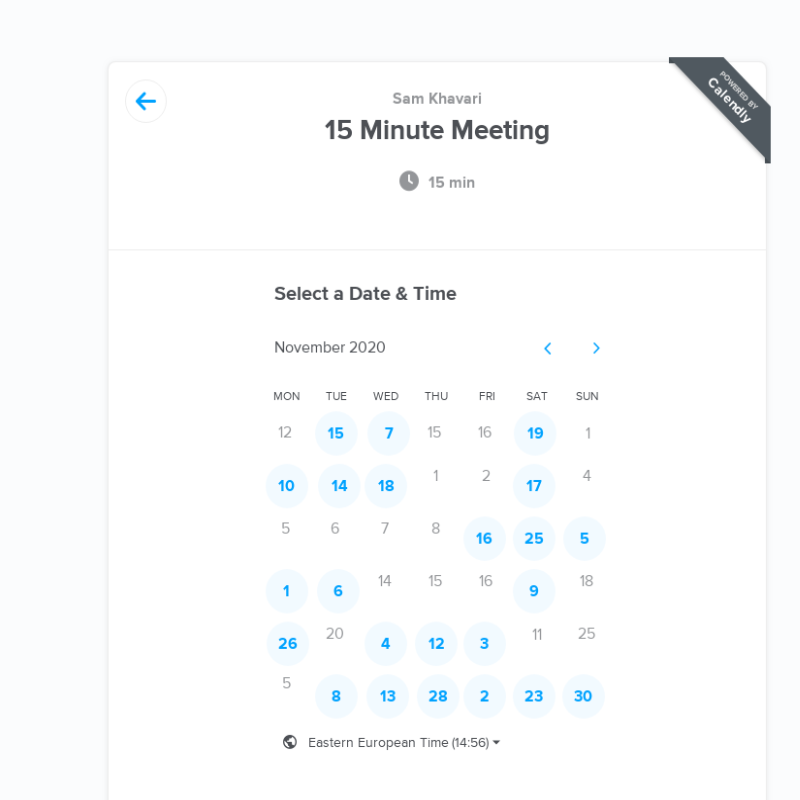 POWERED BY
Calendly
Sam Khavari
15 Minute Meeting
15 min
Select a Date & Time
November 2020
MON TUE WED THU FRI SAT SUN
12 15 7 15 16 19 1
10 14 18 1 2 17 4
5 6 7 8 16 25 5
1 6 14 15 16 9 18
26 20 4 12 3 11 25
5 8 13 28 2 23 30
Eastern European Time (14:56)